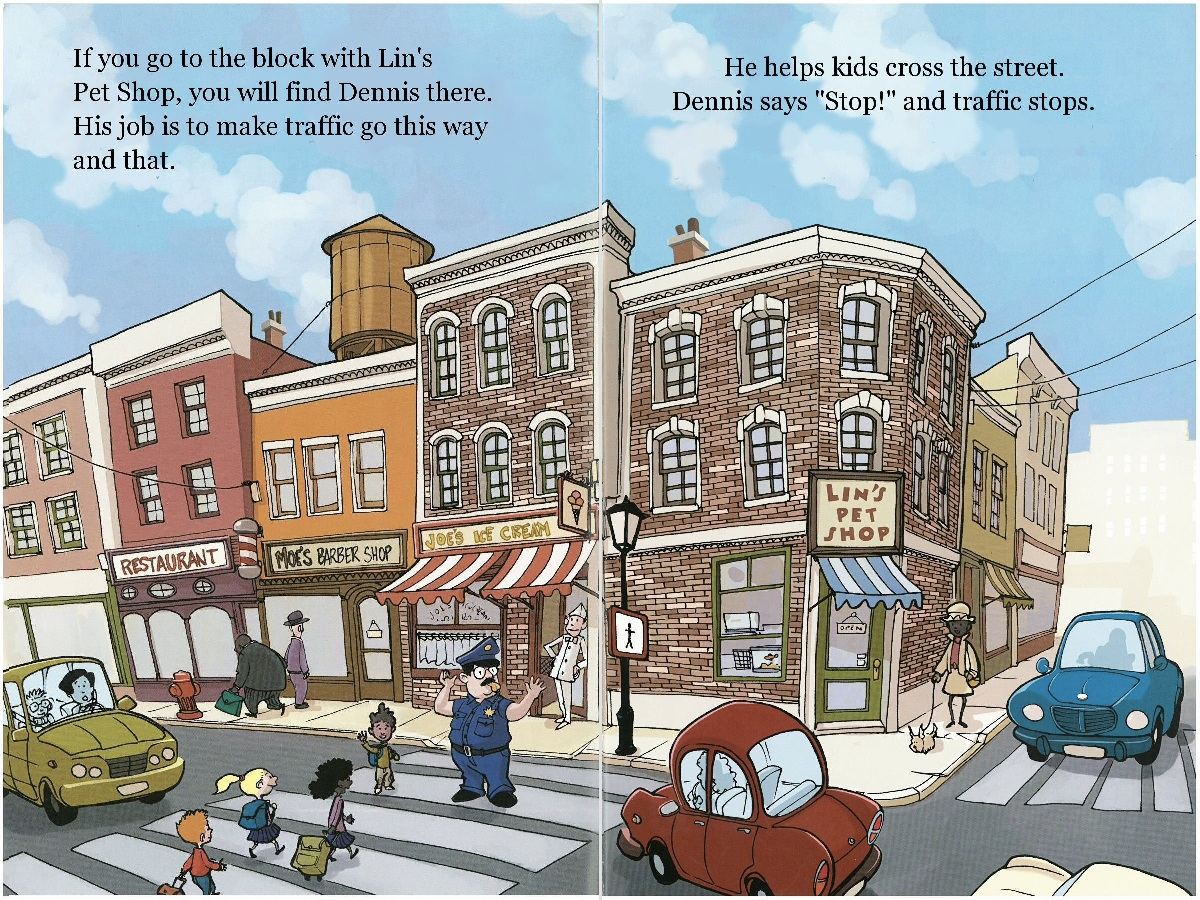 If you go to the block with Lin's
Pet Shop, you will find Dennis there.
His job is to make traffic go this way
and that.
He helps kids cross the street.
Dennis says "Stop!" and traffic stops.
RESTAURANT
MOE'S BARBER SHOP
JOE'S ICE CREAM
LIN'S
PET
SHOP
OPEN